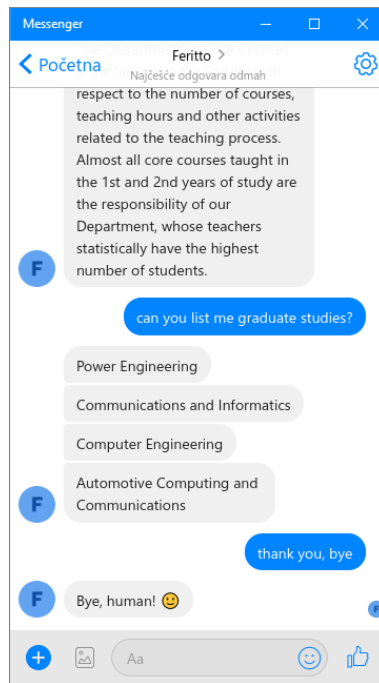 Messenger
Početna
Feritto
Najčešće odgovara odmah
respect to the number of courses,
teaching hours and other activities
related to the teaching process.
Almost all core courses taught in
the 1st and 2nd years of study are
the responsibility of our
Department, whose teachers
statistically have the highest
number of students.
F
can you list me graduate studies?
Power Engineering
Communications and Informatics
Computer Engineering
Automotive Computing and
Communications
F
thank you, bye
F
Bye, human!
F
Aa